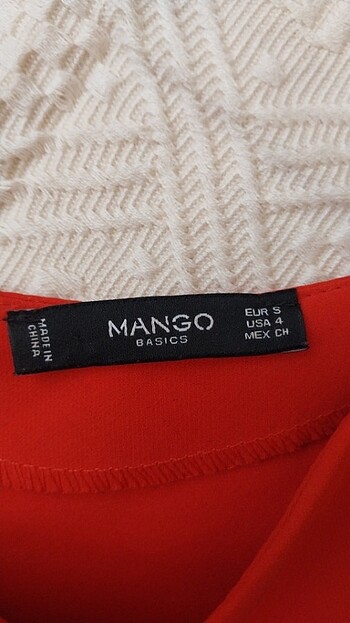 MADE IN
CHINA
MANGO
BASICS
EUR S
USA 4
MEX CH